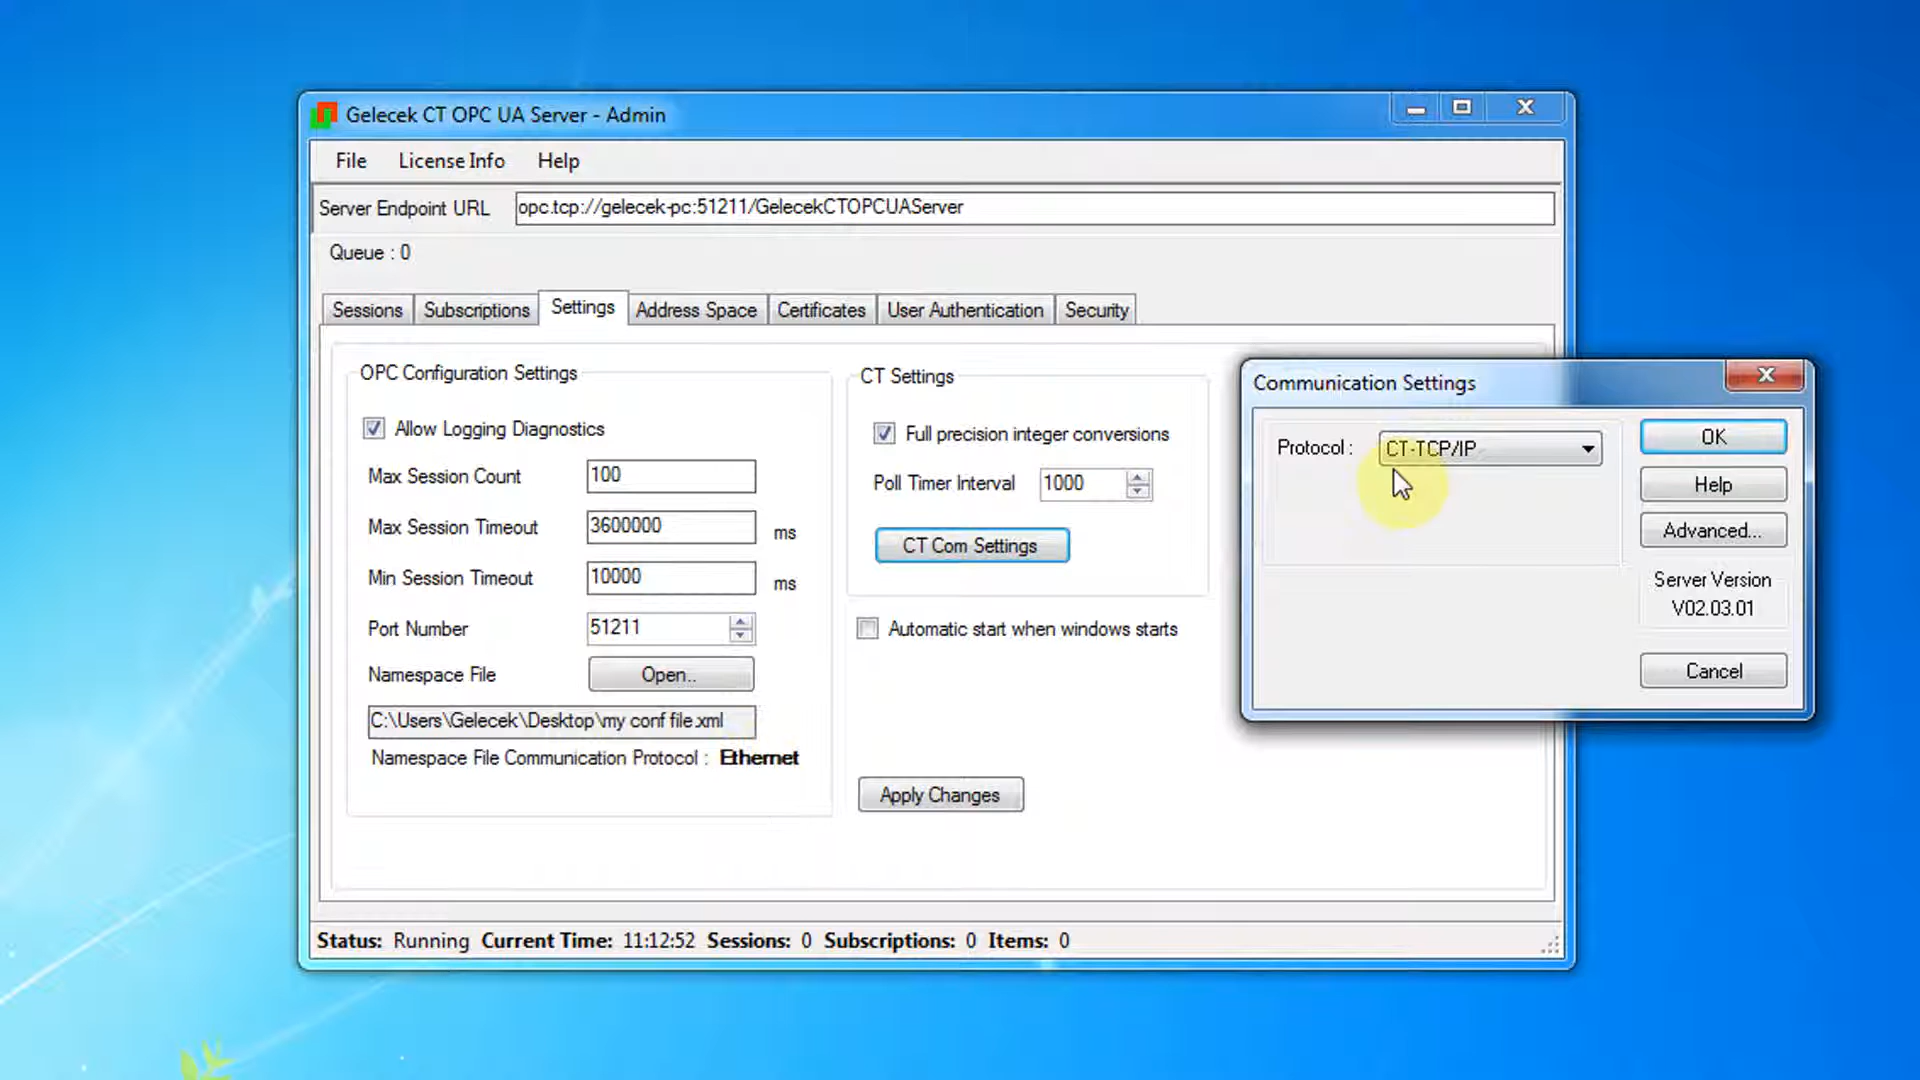 Gelecek CT OPC UA Server - Admin
File License Info Help
Server Endpoint URL opc.tcp://gelecek-pc:51211/GelecekCTOPCUAServer
Queue : 0
Sessions Subscriptions Settings Address Space Certificates User Authentication Security
OPC Configuration Settings
Allow Logging Diagnostics
Max Session Count 100
Max Session Timeout 3600000 ms
Min Session Timeout 10000 ms
Port Number 51211
Namespace File Open..
C:\Users\Gelecek\Desktop\my conf file.xml
Namespace File Communication Protocol : Ethernet
CT Settings
Full precision integer conversions
Poll Timer Interval 1000
CT Com Settings
Automatic start when windows starts
Apply Changes
Communication Settings
Protocol : CT-TCP/IP
OK
Help
Advanced...
Server Version
V02.03.01
Cancel
Status: Running Current Time: 11:12:52 Sessions: 0 Subscriptions: 0 Items: 0